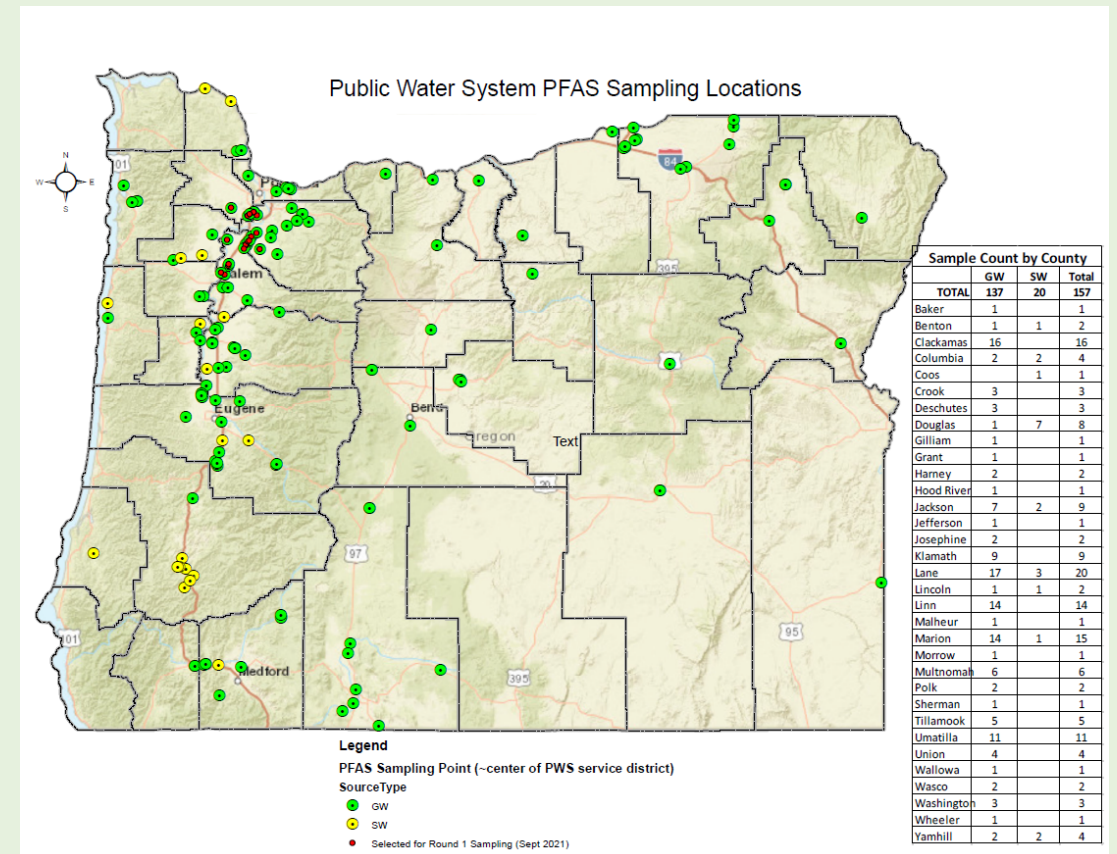 Public Water System PFAS Sampling Locations
N
W E
S
101
84
395
Salem
Eugene
Bend
Oregon
Text
20
97
95
101
Medford
395
Sample Count by County
GW SW Total
TOTAL 137 20 157
Baker 1 1
Benton 1 1 2
Clackamas 16 16
Columbia 2 2 4
Coos 1 1
Crook 3 3
Deschutes 3 3
Douglas 1 7 8
Gilliam 1 1
Grant 1 1
Harney 2 2
Hood River 1 1
Jackson 7 2 9
Jefferson 1 1
Josephine 2 2
Klamath 9 9
Lane 17 3 20
Lincoln 1 1 2
Linn 14 14
Malheur 1 1
Marion 14 1 15
Morrow 1 1
Multnomah 6 6
Polk 2 2
Sherman 1 1
Tillamook 5 5
Umatilla 11 11
Union 4 4
Wallowa 1 1
Wasco 2 2
Washington 3 3
Wheeler 1 1
Yamhill 2 2 4
Legend
PFAS Sampling Point (~center of PWS service district)
SourceType
GW
SW
Selected for Round 1 Sampling (Sept 2021)